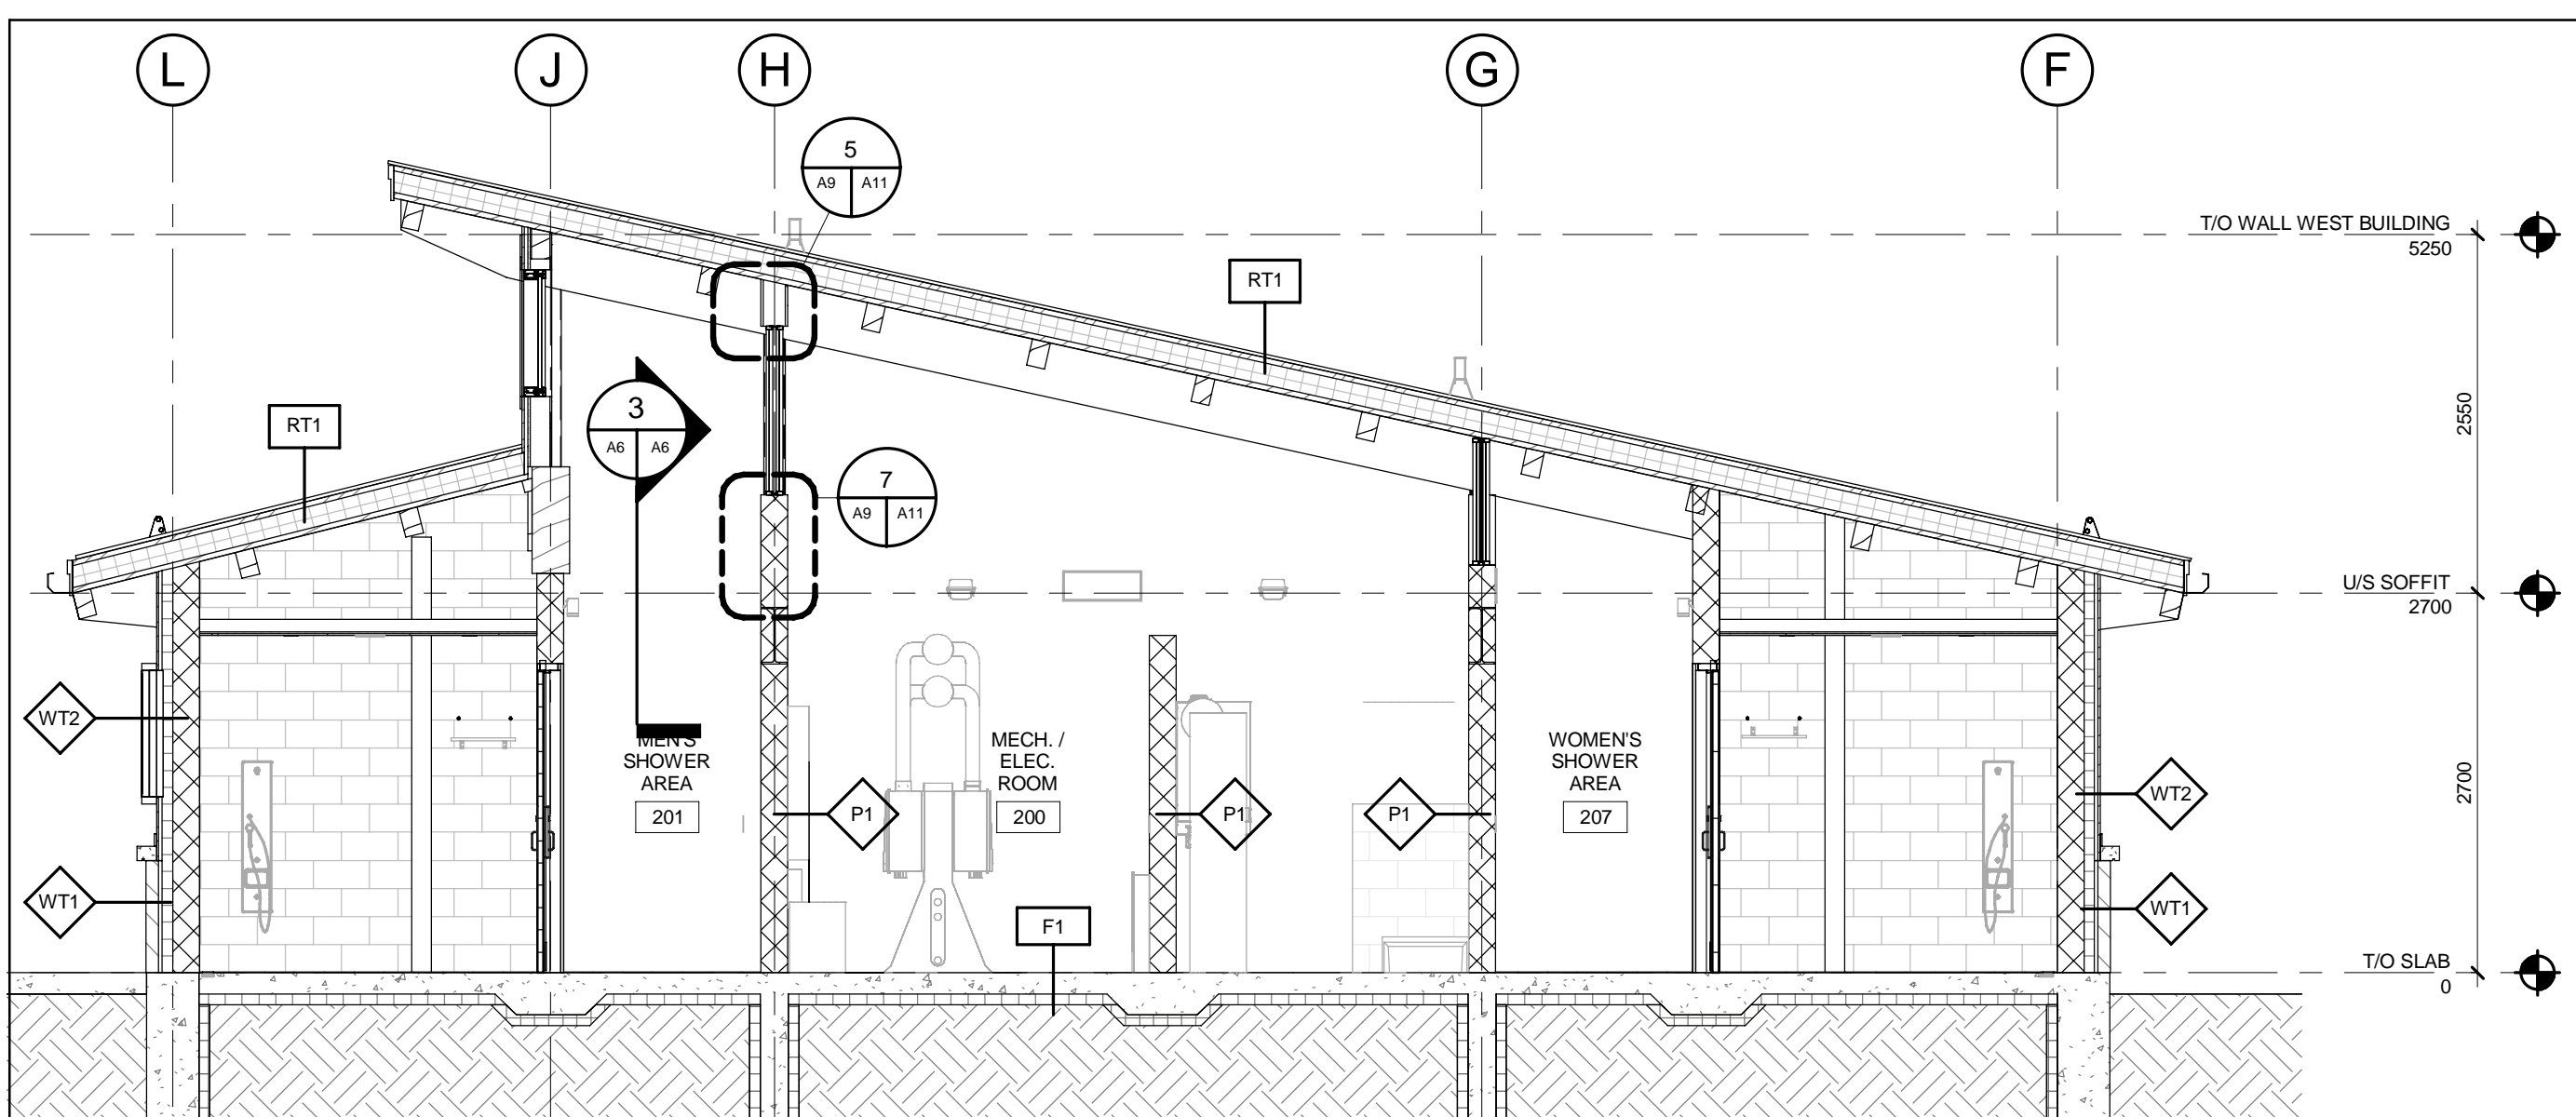 L
J
H
G
F
5
A9 A11
T/O WALL WEST BUILDING
5250
RT1
3
A6 A6
RT1
2550
7
A9 A11
U/S SOFFIT
2700
WT2
MEN'S
SHOWER
AREA
201
MECH. /
ELEC.
ROOM
200
WOMEN'S
SHOWER
AREA
207
P1
P1
P1
WT2
2700
WT1
WT1
F1
T/O SLAB
0